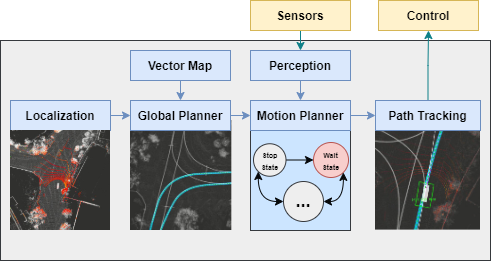 Sensors
Control
Vector Map
Perception
Localization
Global Planner
Motion Planner
Path Tracking
Stop
State
Wait
State
...